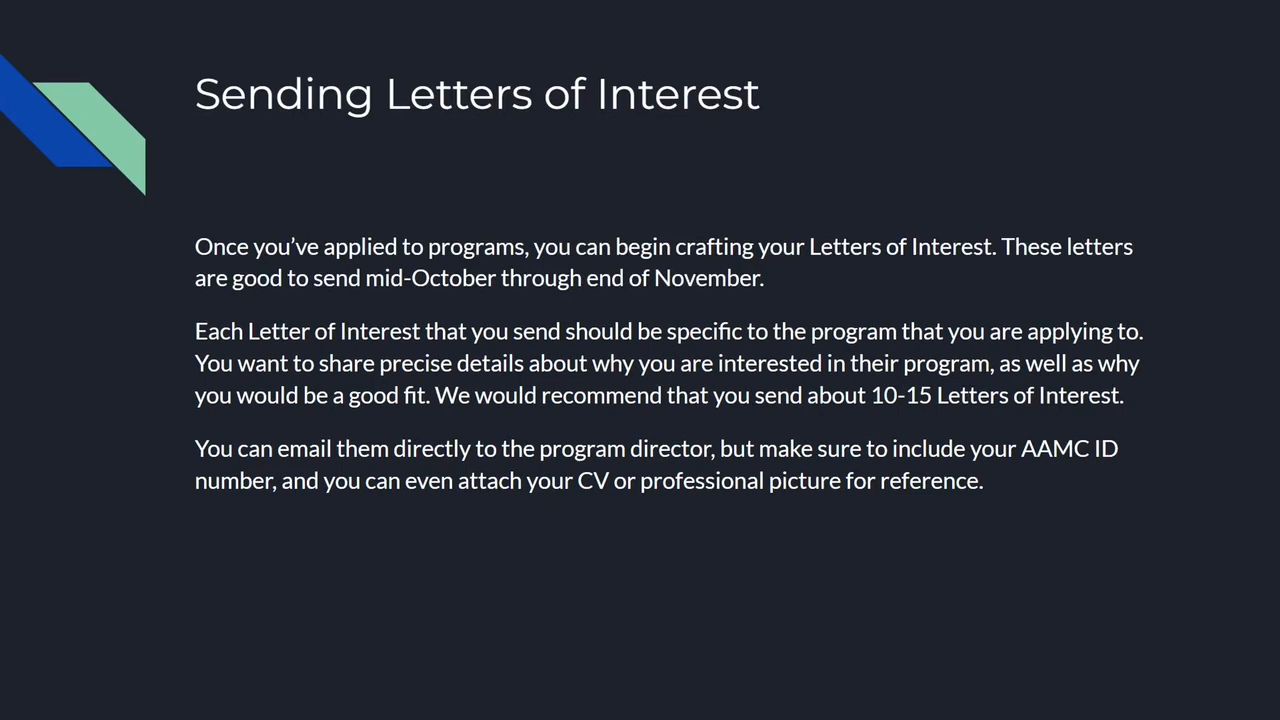 Sending Letters of Interest
Once you’ve applied to programs, you can begin crafting your Letters of Interest. These letters
are good to send mid-October through end of November.
Each Letter of Interest that you send should be specific to the program that you are applying to.
You want to share precise details about why you are interested in their program, as well as why
you would be a good fit. We would recommend that you send about 10-15 Letters of Interest.
You can email them directly to the program director, but make sure to include your AAMC ID
number, and you can even attach your CV or professional picture for reference.